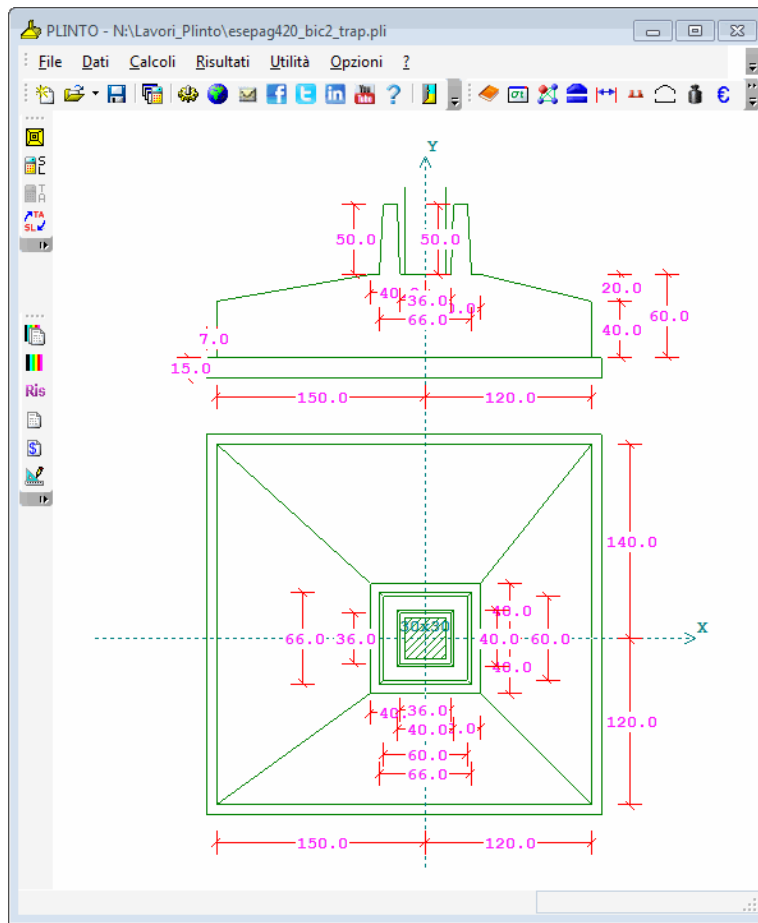 PLINTO - N:\Lavori_Plinto\esepag420_bic2_trap.pli
File Dati Calcoli Risultati Utilità Opzioni ?
Y
50.0 50.0
20.0
36.0
60.0
66.0
40.0
7.0
15.0
150.0 120.0
140.0
30x30
40.0
X
66.0 36.0 40.0 60.0
40.0
36.0
40.0
120.0
60.0
66.0
150.0 120.0
Ris